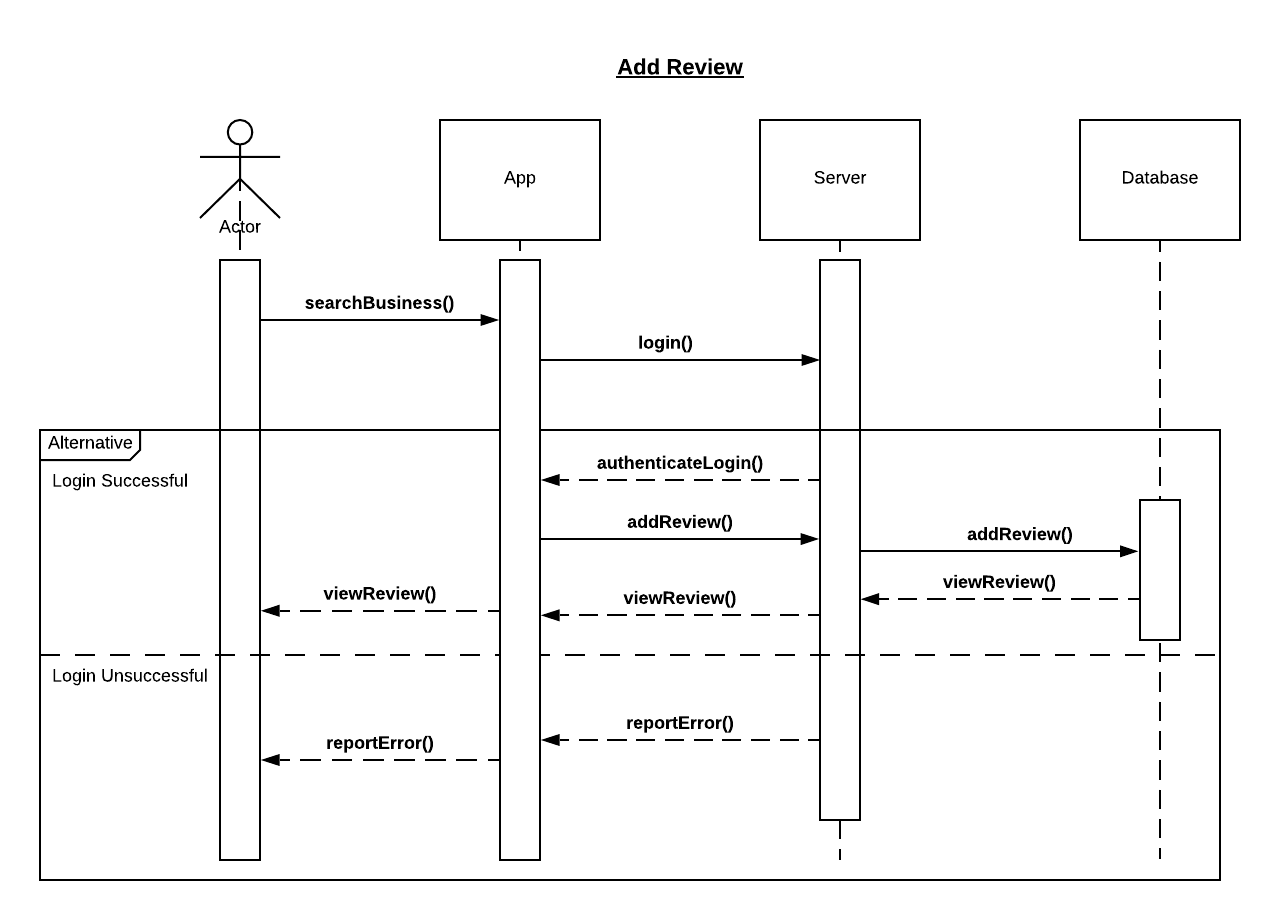 Add Review
Actor
App
Server
Database
searchBusiness()
login()
Alternative
Login Successful
authenticateLogin()
addReview()
addReview()
viewReview()
viewReview()
viewReview()
Login Unsuccessful
reportError()
reportError()